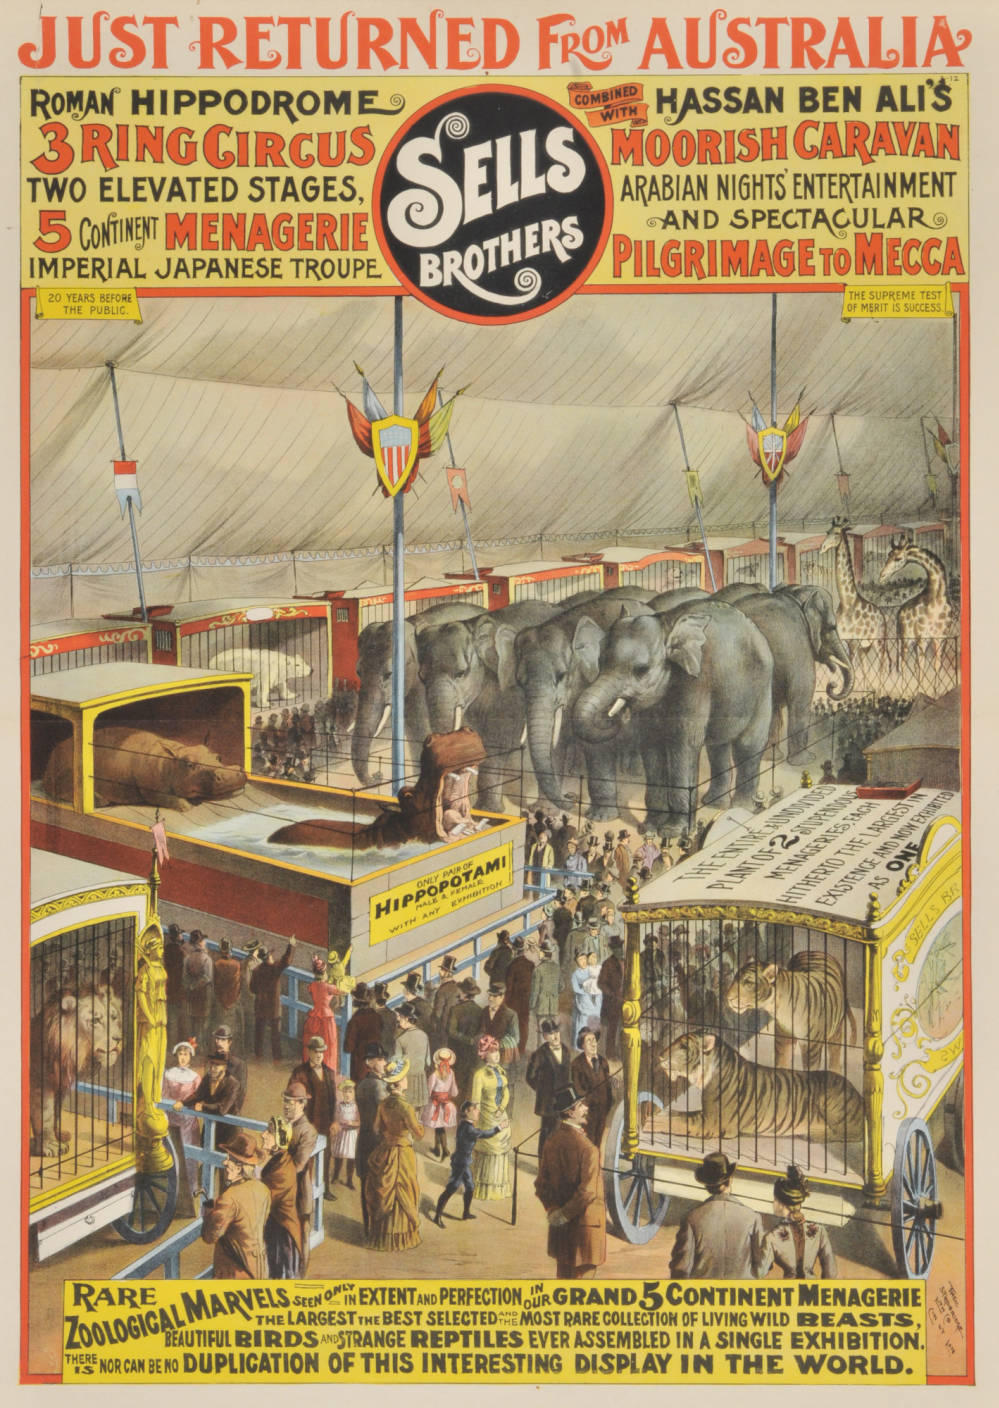 JUST RETURNED FROM AUSTRALIA
ROMAN HIPPODROME
3 RING CIRCUS
TWO ELEVATED STAGES,
5 CONTINENT MENAGERIE
IMPERIAL JAPANESE TROUPE
SELLS
BROTHERS
COMBINED
WITH
HASSAN BEN ALI'S
MOORISH CARAVAN
ARABIAN NIGHTS' ENTERTAINMENT
AND SPECTACULAR
PILGRIMAGE TO MECCA
20 YEARS BEFORE
THE PUBLIC.
THE SUPREME TEST
OF MERIT IS SUCCESS
ONLY PAIR OF
HIPPOPOTAMI
MALE & FEMALE
WITH ANY EXHIBITION
THE ENTIRE & UNDIVIDED
PLANT OF 2 STUPENDOUS
MENAGERIES EACH
HITHERTO THE LARGEST IN
EXISTENCE AND NOW EXHIBITED
AS ONE
SELLS BR
RARE
ZOOLOGICAL MARVELS SEEN ONLY IN EXTENT AND PERFECTION, IN OUR GRAND 5 CONTINENT MENAGERIE
THE LARGEST THE BEST SELECTED AND THE MOST RARE COLLECTION OF LIVING WILD BEASTS,
BEAUTIFUL BIRDS AND STRANGE REPTILES EVER ASSEMBLED IN A SINGLE EXHIBITION.
THERE IS NOR CAN BE NO DUPLICATION OF THIS INTERESTING DISPLAY IN THE WORLD.